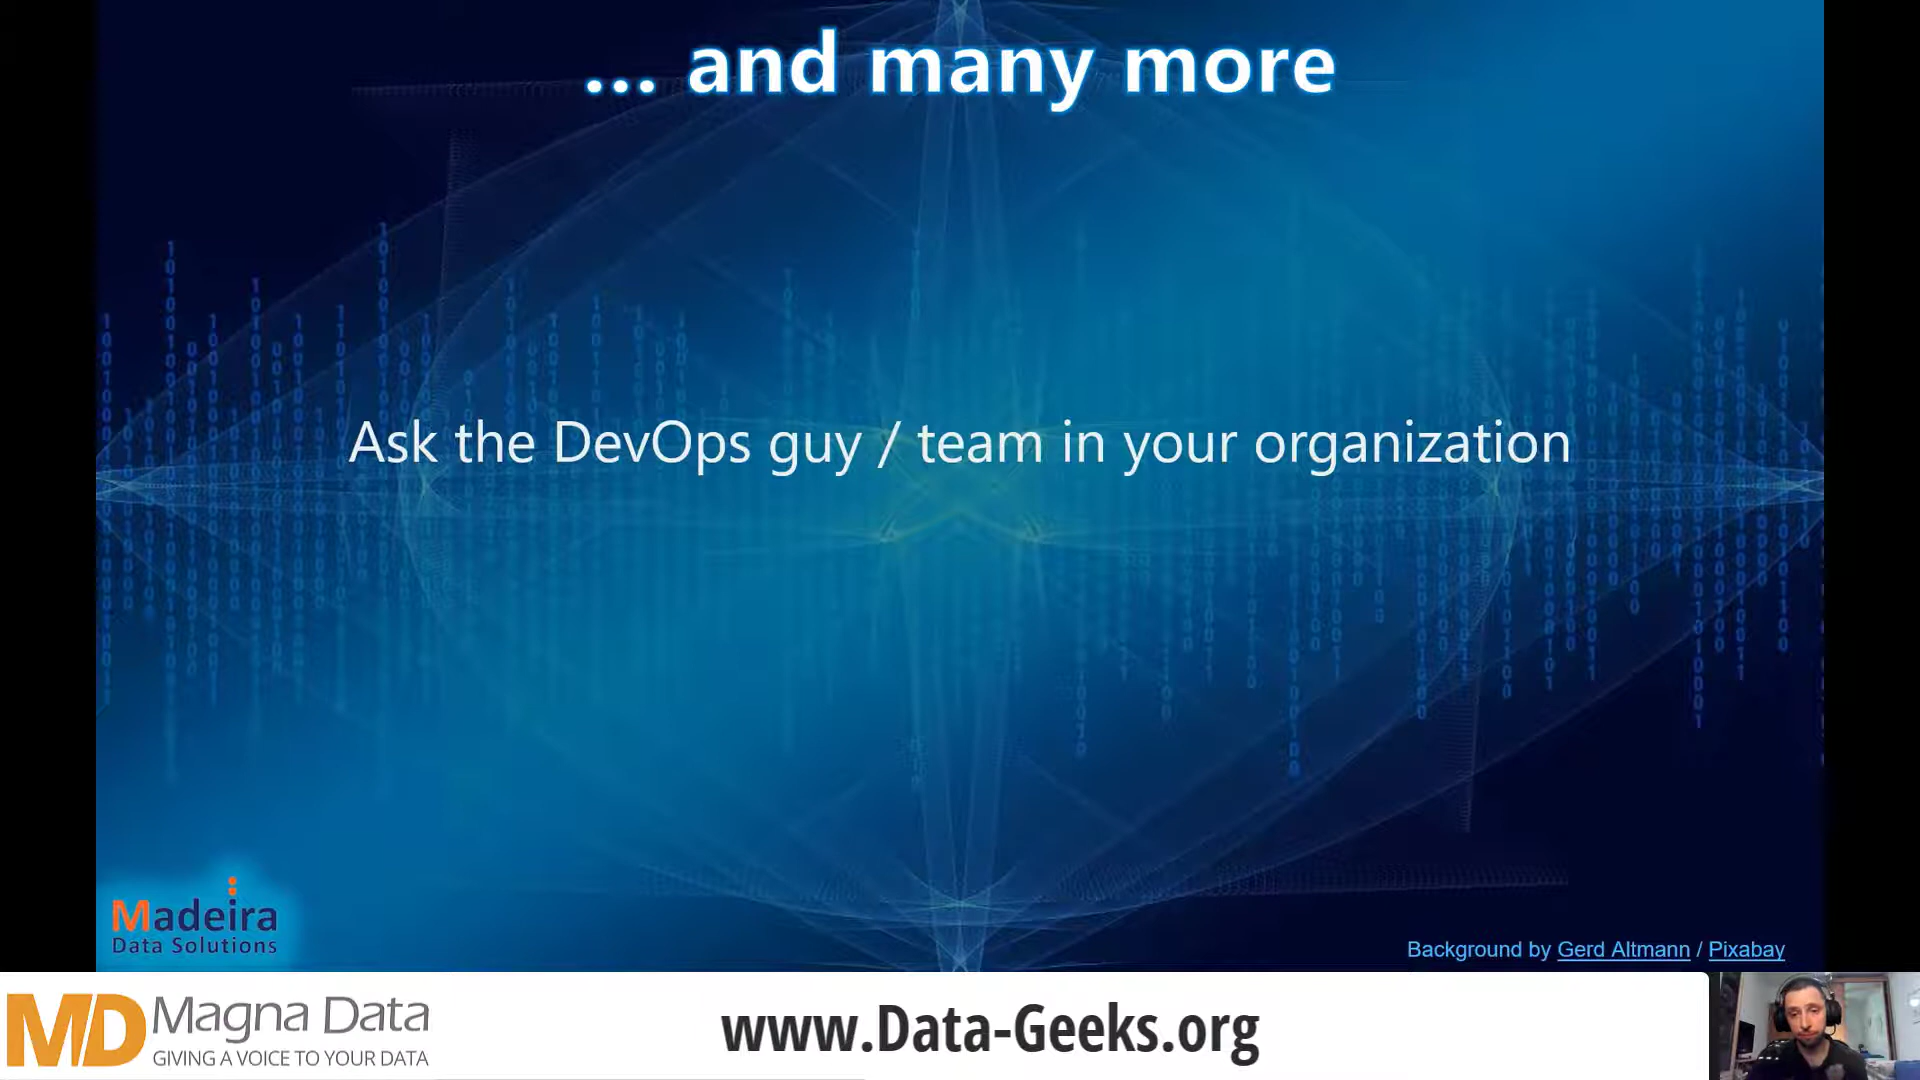 ... and many more
Ask the DevOps guy / team in your organization
Madeira
Data Solutions
Background by Gerd Altmann / Pixabay
MD Magna Data
GIVING A VOICE TO YOUR DATA
www.Data-Geeks.org